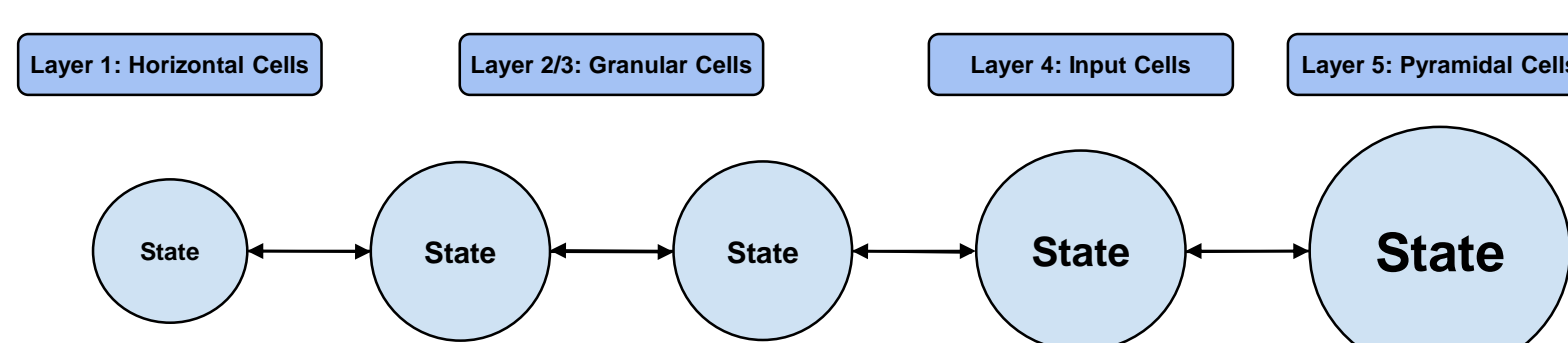 Layer 1: Horizontal Cells
Layer 2/3: Granular Cells
Layer 4: Input Cells
Layer 5: Pyramidal Cells
State
State
State
State
State